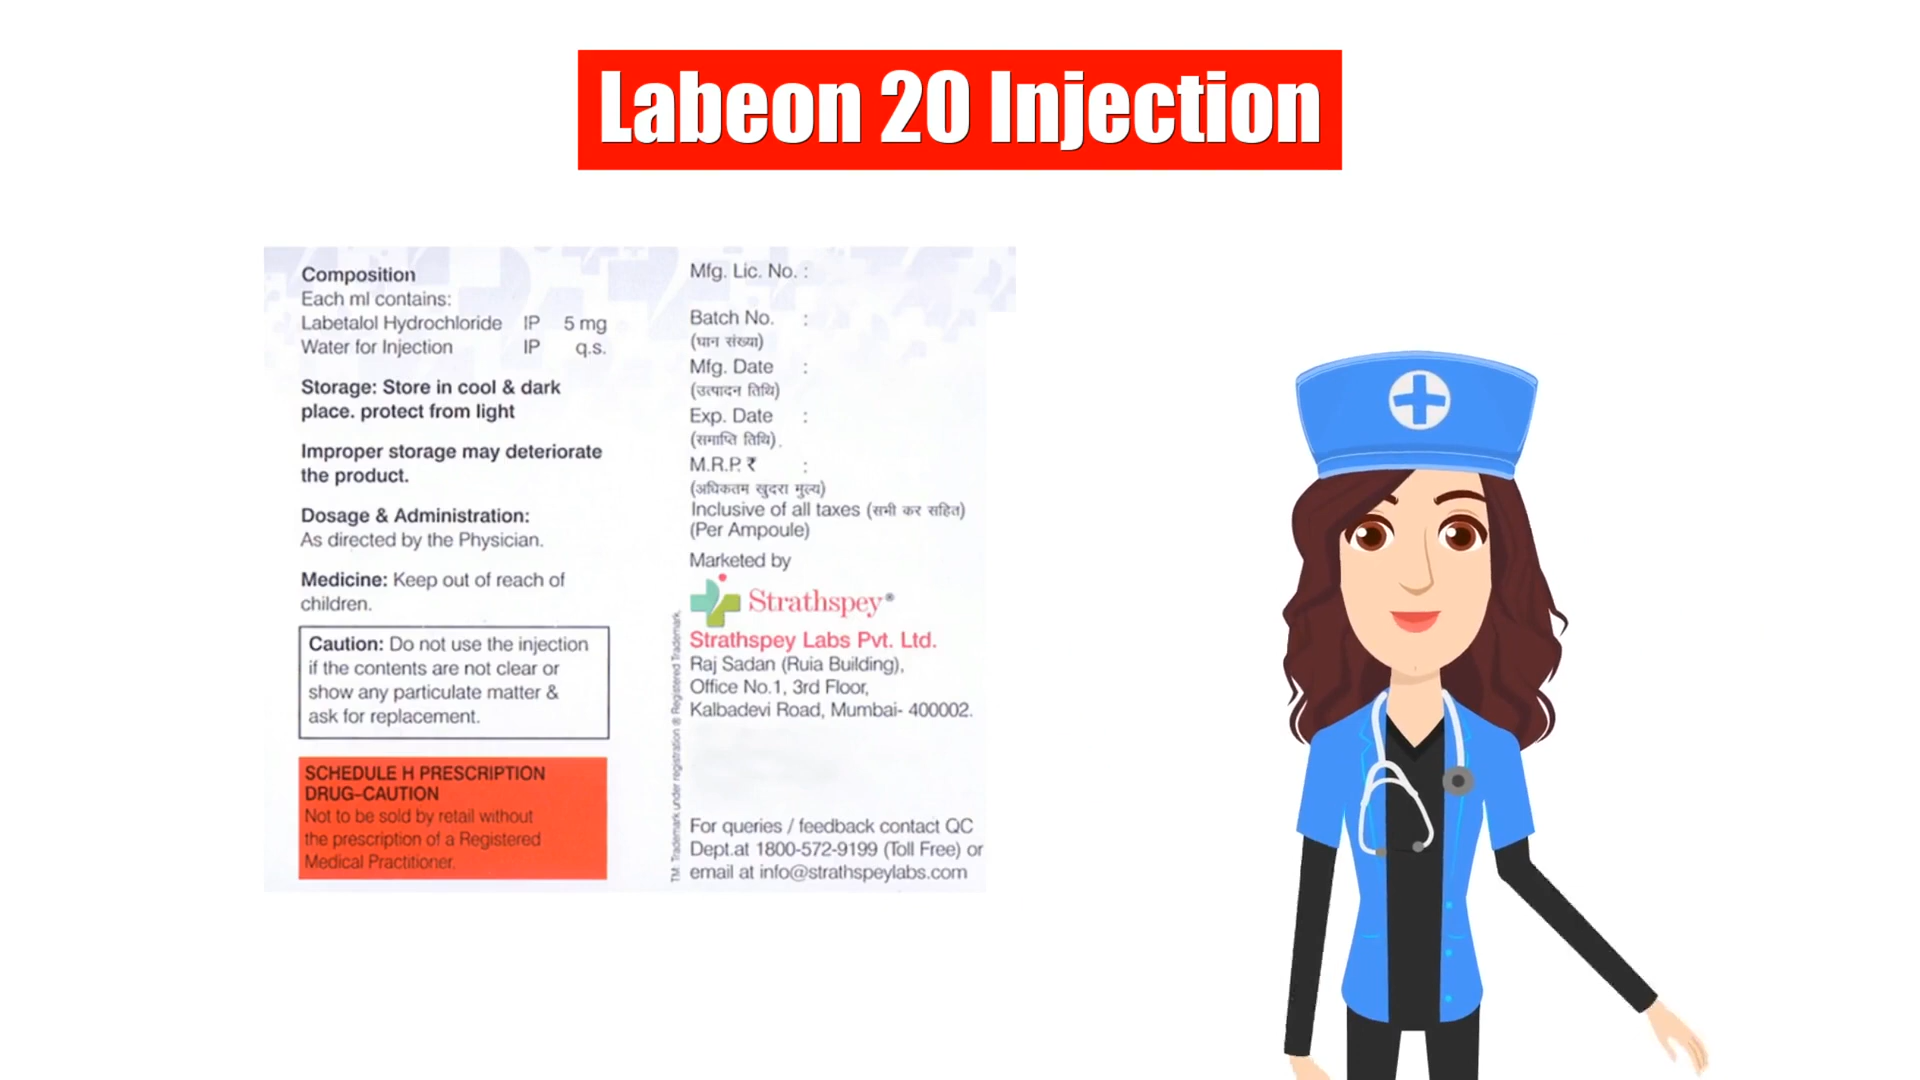 Labeon 20 Injection
Composition
Each ml contains:
Labetalol Hydrochloride IP 5 mg
Water for Injection IP q.s.
Storage: Store in cool & dark
place. protect from light
Improper storage may deteriorate
the product.
Dosage & Administration:
As directed by the Physician.
Medicine: Keep out of reach of
children.
Caution: Do not use the injection
if the contents are not clear or
show any particulate matter &
ask for replacement.
SCHEDULE H PRESCRIPTION
DRUG-CAUTION
Not to be sold by retail without
the prescription of a Registered
Medical Practitioner.
TM: Trademark under registration ® Registered Trademark.
Mfg. Lic. No. :
Batch No. :
(घान संख्या)
Mfg. Date :
(उत्पादन तिथि)
Exp. Date :
(समाप्ति तिथि).
M.R.P. ₹ :
(अधिकतम खुदरा मुल्य)
Inclusive of all taxes (सभी कर सहित)
(Per Ampoule)
Marketed by
Strathspey®
Strathspey Labs Pvt. Ltd.
Raj Sadan (Ruia Building),
Office No.1, 3rd Floor,
Kalbadevi Road, Mumbai- 400002.
For queries / feedback contact QC
Dept.at 1800-572-9199 (Toll Free) or
email at info@strathspeylabs.com